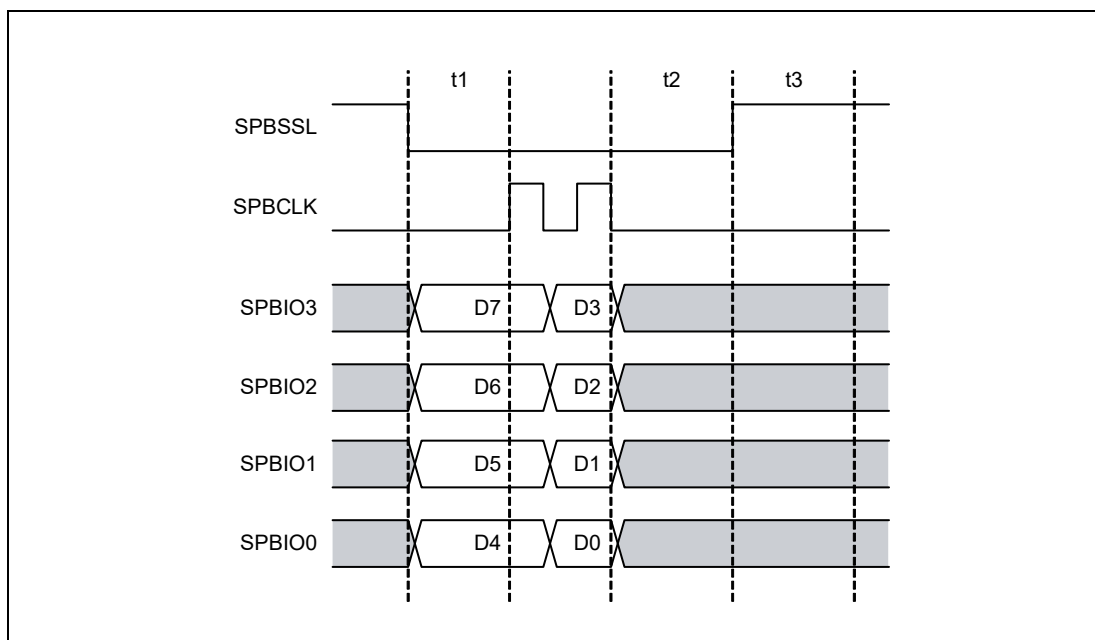 t1 t2 t3
SPBSSL
SPBCLK
SPBIO3 D7 D3
SPBIO2 D6 D2
SPBIO1 D5 D1
SPBIO0 D4 D0